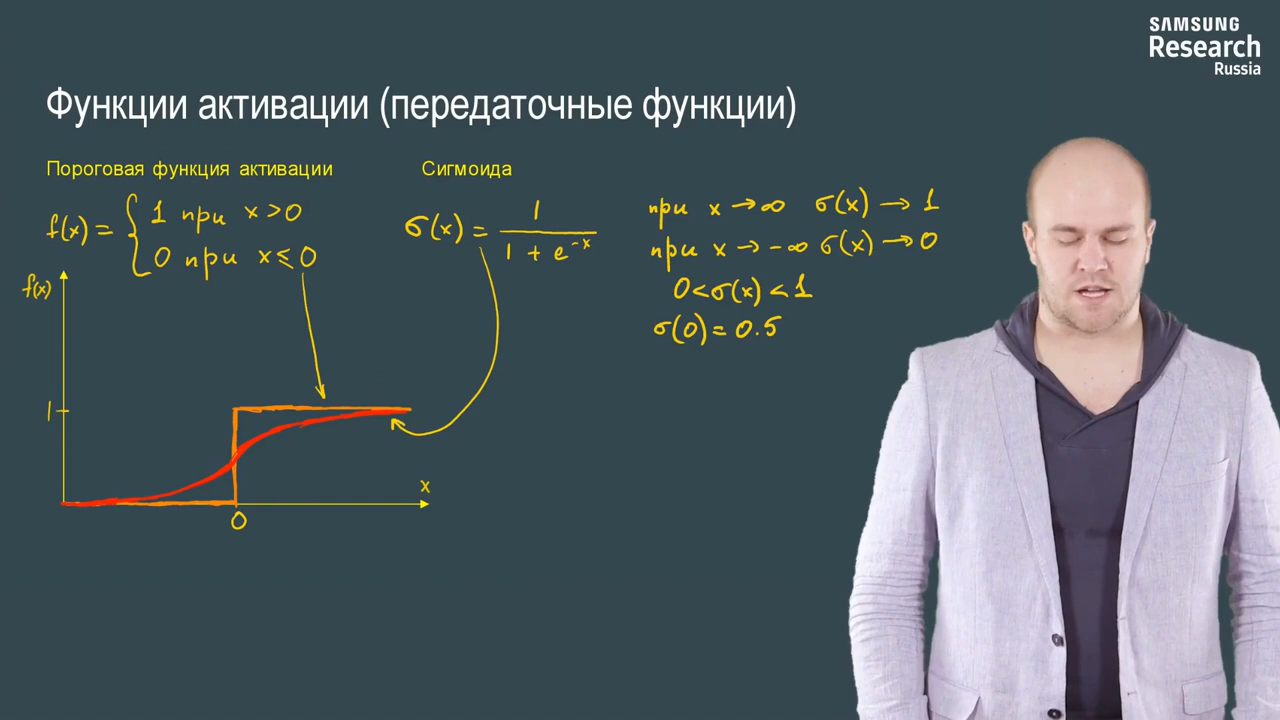 SAMSUNG
Research
Russia
Функции активации (передаточные функции)
Пороговая функция активации
Сигмоида
f(x) = { 1 при x > 0
0 при x ⩽ 0
σ(x) = 1 / (1 + e^-x)
при x → ∞ σ(x) → 1
при x → -∞ σ(x) → 0
0 < σ(x) < 1
σ(0) = 0.5
f(x)
1
x
0